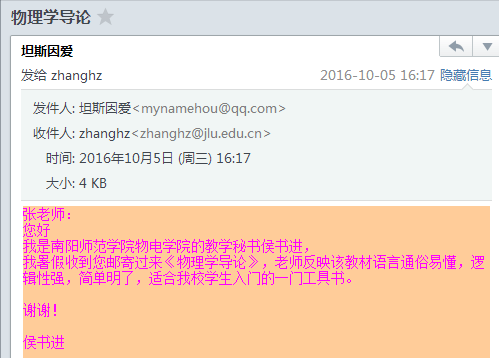 物理学导论
坦斯因爱
发给 zhanghz 2016-10-05 16:17 隐藏信息
发件人: 坦斯因爱<mynamehou@qq.com>
收件人: zhanghz<zhanghz@jlu.edu.cn>
时间: 2016年10月5日 (周三) 16:17
大小: 4 KB
张老师：
您好
我是南阳师范学院物电学院的教学秘书侯书进，
我暑假收到您邮寄过来《物理学导论》，老师反映该教材语言通俗易懂，逻
辑性强，简单明了，适合我校学生入门的一门工具书。
谢谢！
侯书进